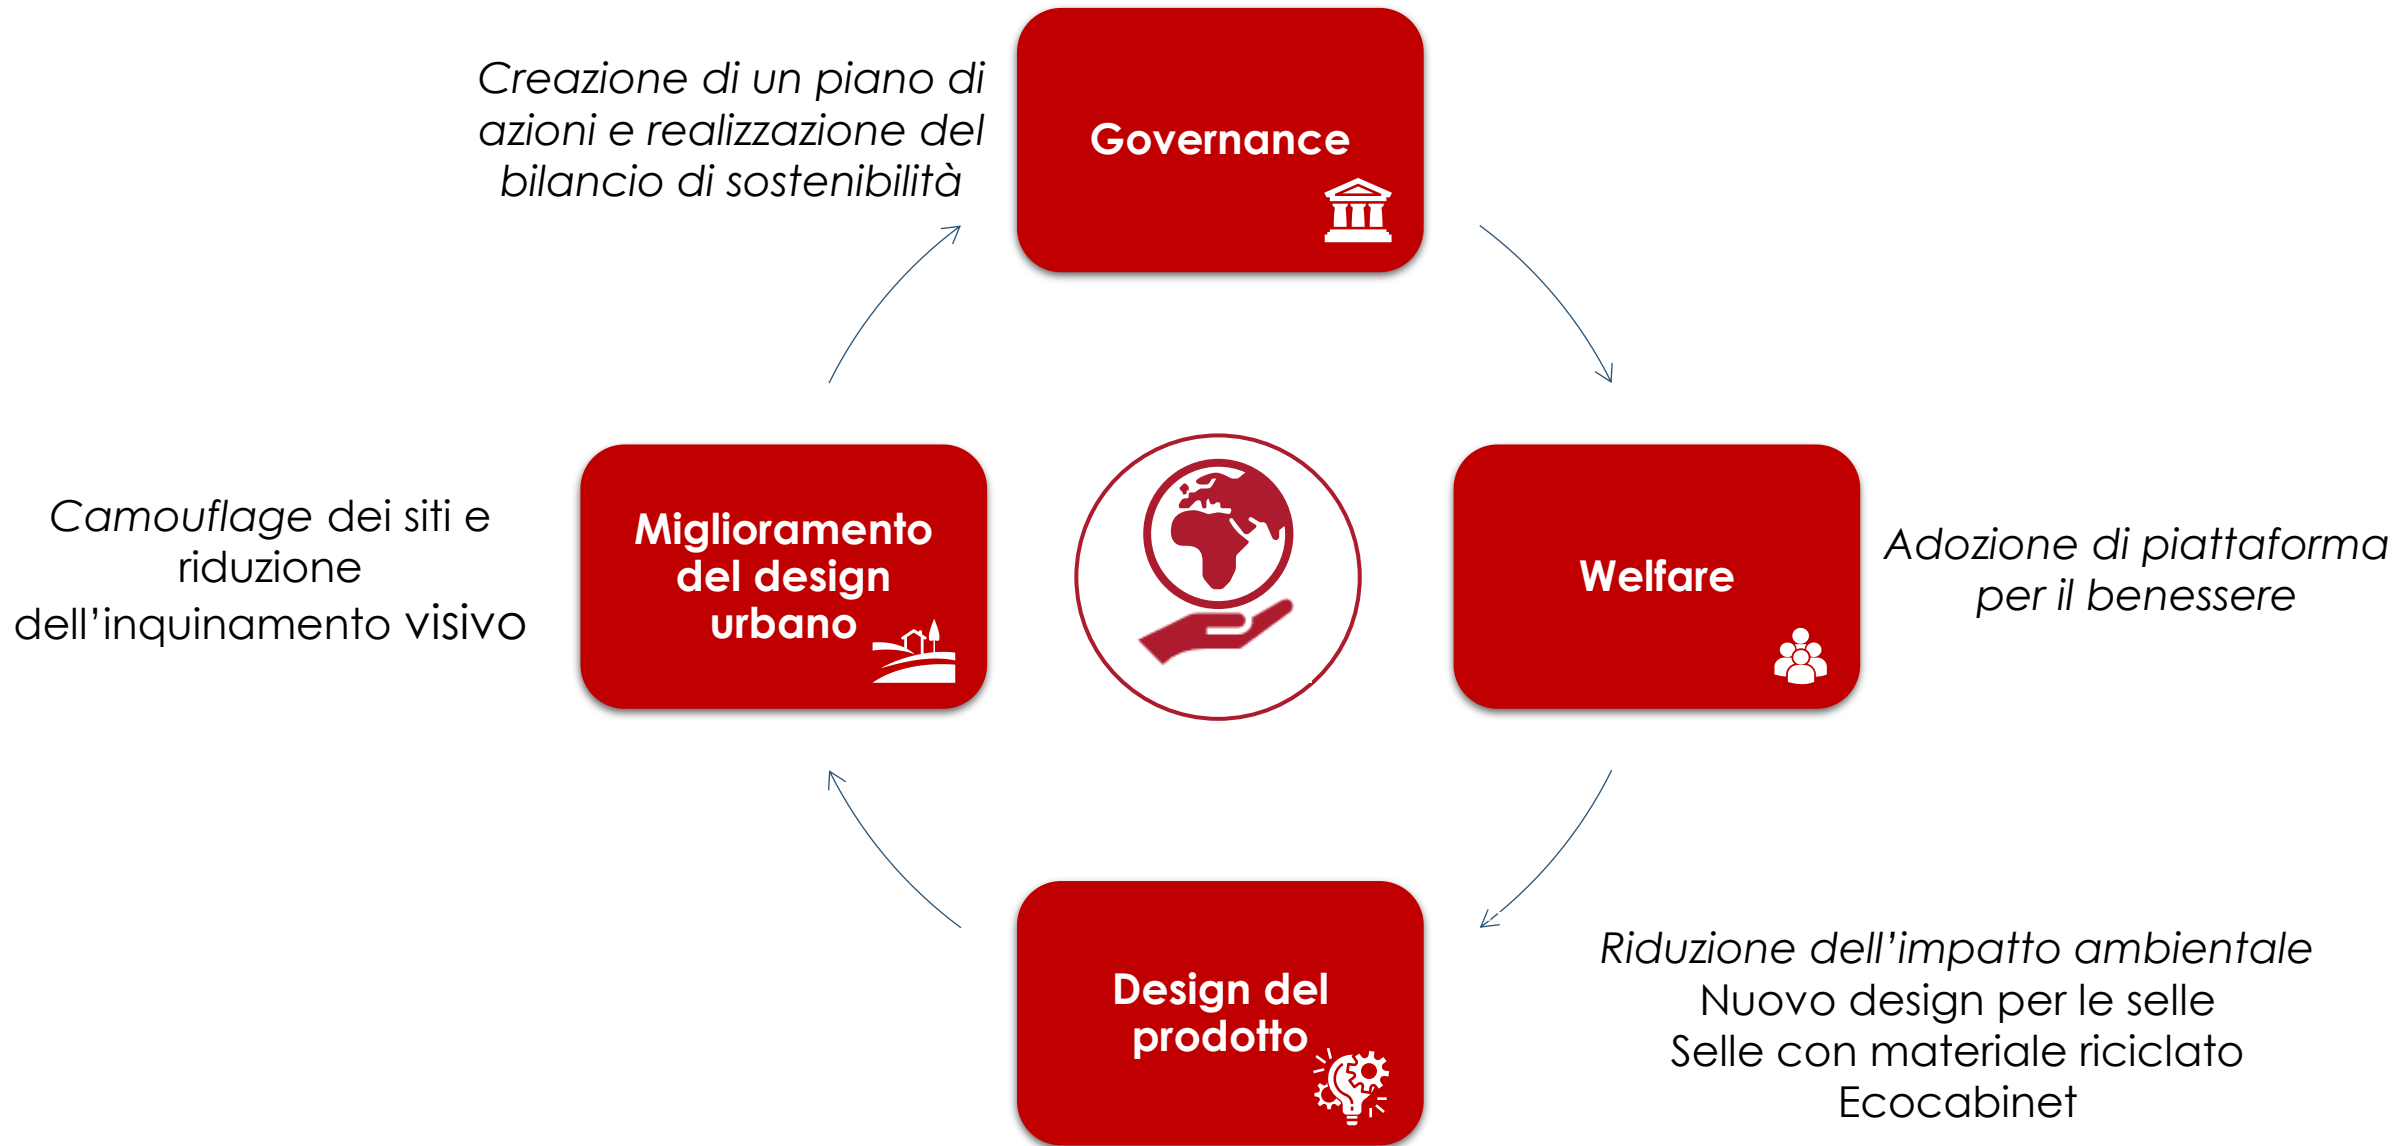 Creazione di un piano di
azioni e realizzazione del
bilancio di sostenibilità
Governance
Camouflage dei siti e
riduzione
dell’inquinamento visivo
Miglioramento
del design
urbano
Welfare
Adozione di piattaforma
per il benessere
Design del
prodotto
Riduzione dell’impatto ambientale
Nuovo design per le selle
Selle con materiale riciclato
Ecocabinet